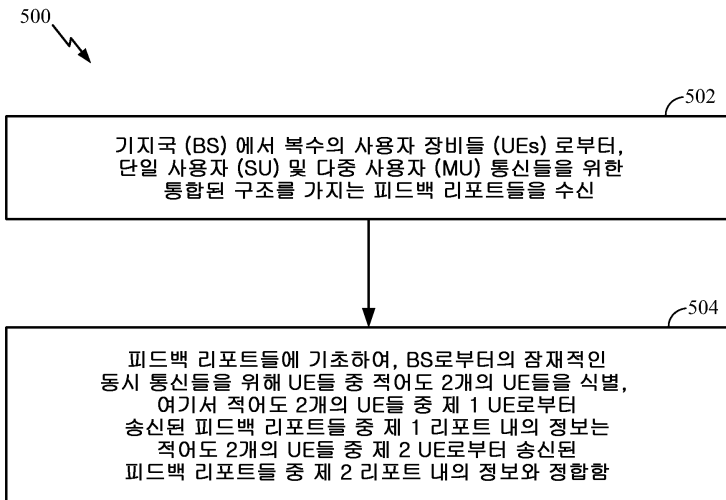 500
502
기지국 (BS) 에서 복수의 사용자 장비들 (UEs) 로부터,
단일 사용자 (SU) 및 다중 사용자 (MU) 통신들을 위한
통합된 구조를 가지는 피드백 리포트들을 수신
504
피드백 리포트들에 기초하여, BS로부터의 잠재적인
동시 통신들을 위해 UE들 중 적어도 2개의 UE들을 식별,
여기서 적어도 2개의 UE들 중 제 1 UE로부터
송신된 피드백 리포트들 중 제 1 리포트 내의 정보는
적어도 2개의 UE들 중 제 2 UE로부터 송신된
피드백 리포트들 중 제 2 리포트 내의 정보와 정합함